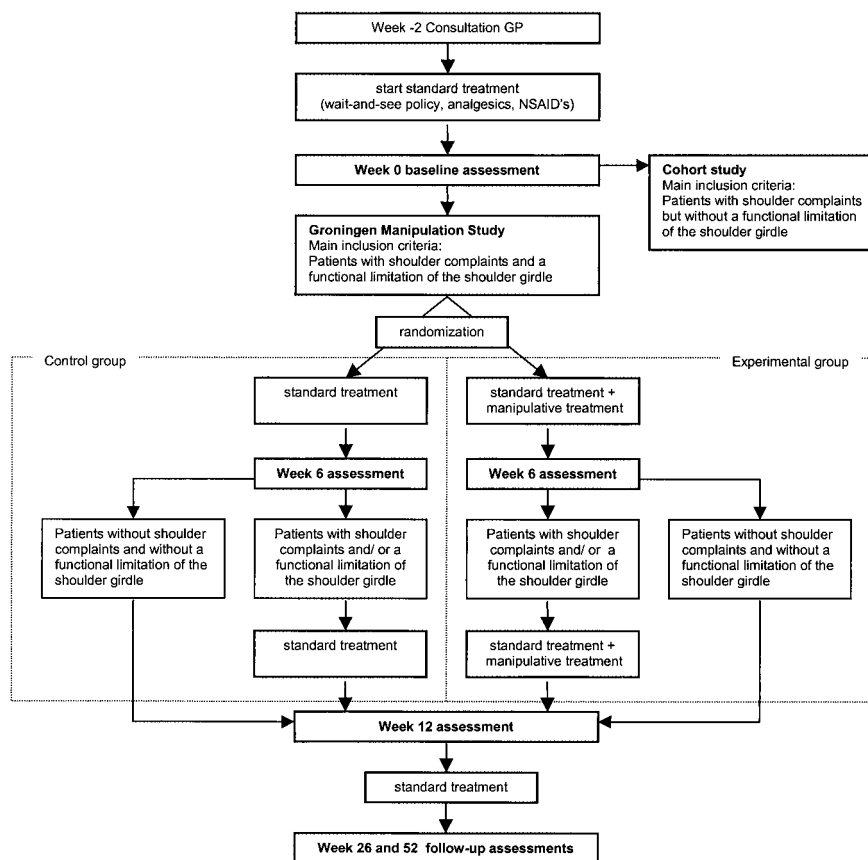 Week -2 Consultation GP
start standard treatment
(wait-and-see policy, analgesics, NSAID's)
Week 0 baseline assessment
Cohort study
Main inclusion criteria:
Patients with shoulder complaints
but without a functional limitation
of the shoulder girdle
Groningen Manipulation Study
Main inclusion criteria:
Patients with shoulder complaints and a
functional limitation of the shoulder girdle
randomization
Control group
Experimental group
standard treatment
standard treatment +
manipulative treatment
Week 6 assessment
Week 6 assessment
Patients without shoulder
complaints and without a
functional limitation of the
shoulder girdle
Patients with shoulder
complaints and/ or a
functional limitation of
the shoulder girdle
Patients with shoulder
complaints and/ or a
functional limitation of
the shoulder girdle
Patients without shoulder
complaints and without a
functional limitation of the
shoulder girdle
standard treatment
standard treatment +
manipulative treatment
Week 12 assessment
standard treatment
Week 26 and 52 follow-up assessments